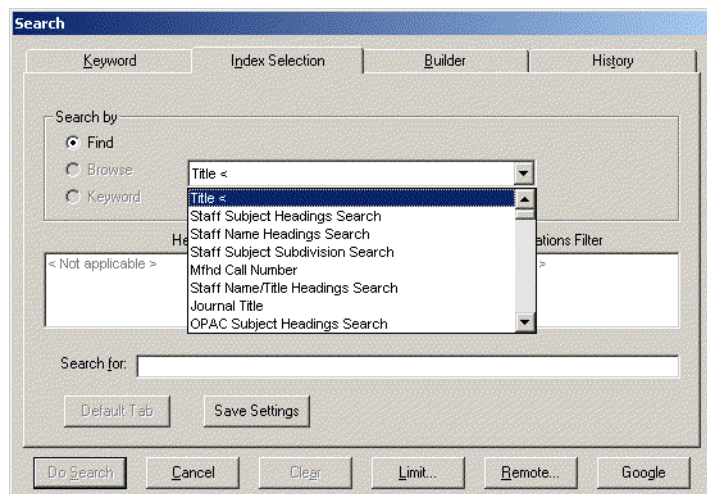 Search
Keyword Index Selection Builder History
Search by
Find
Browse Title <
Keyword Title <
Staff Subject Headings Search
Staff Name Headings Search
He ations Filter
Staff Subject Subdivision Search
< Not applicable > >
Mfhd Call Number
Staff Name/Title Headings Search
Journal Title
OPAC Subject Headings Search
Search for:
Default Tab Save Settings
Do Search Cancel Clear Limit... Remote... Google